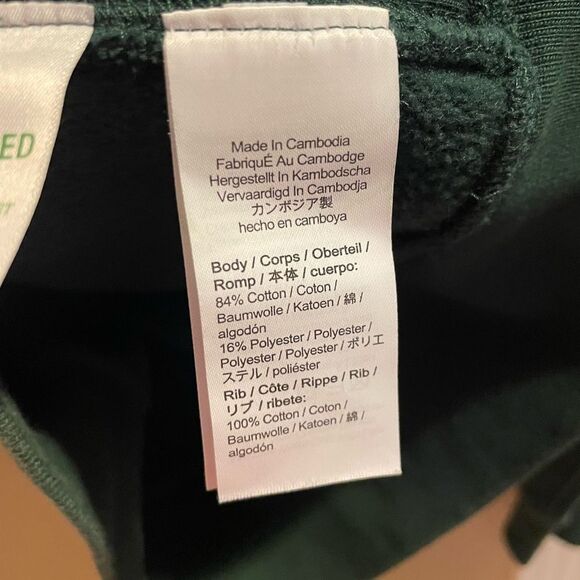 ED
Made In Cambodia
FabriquÉ Au Cambodge
Hergestellt In Kambodscha
Vervaardigd In Cambodja
カンボジア製
hecho en camboya
Body / Corps / Oberteil /
Romp / 本体 / cuerpo:
84% Cotton / Coton /
Baumwolle / Katoen / 綿 /
algodón
16% Polyester / Polyester /
Polyester / Polyester / ポリエ
ステル / poliéster
Rib / Côte / Rippe / Rib /
リブ / ribete:
100% Cotton / Coton /
Baumwolle / Katoen / 綿 /
algodón